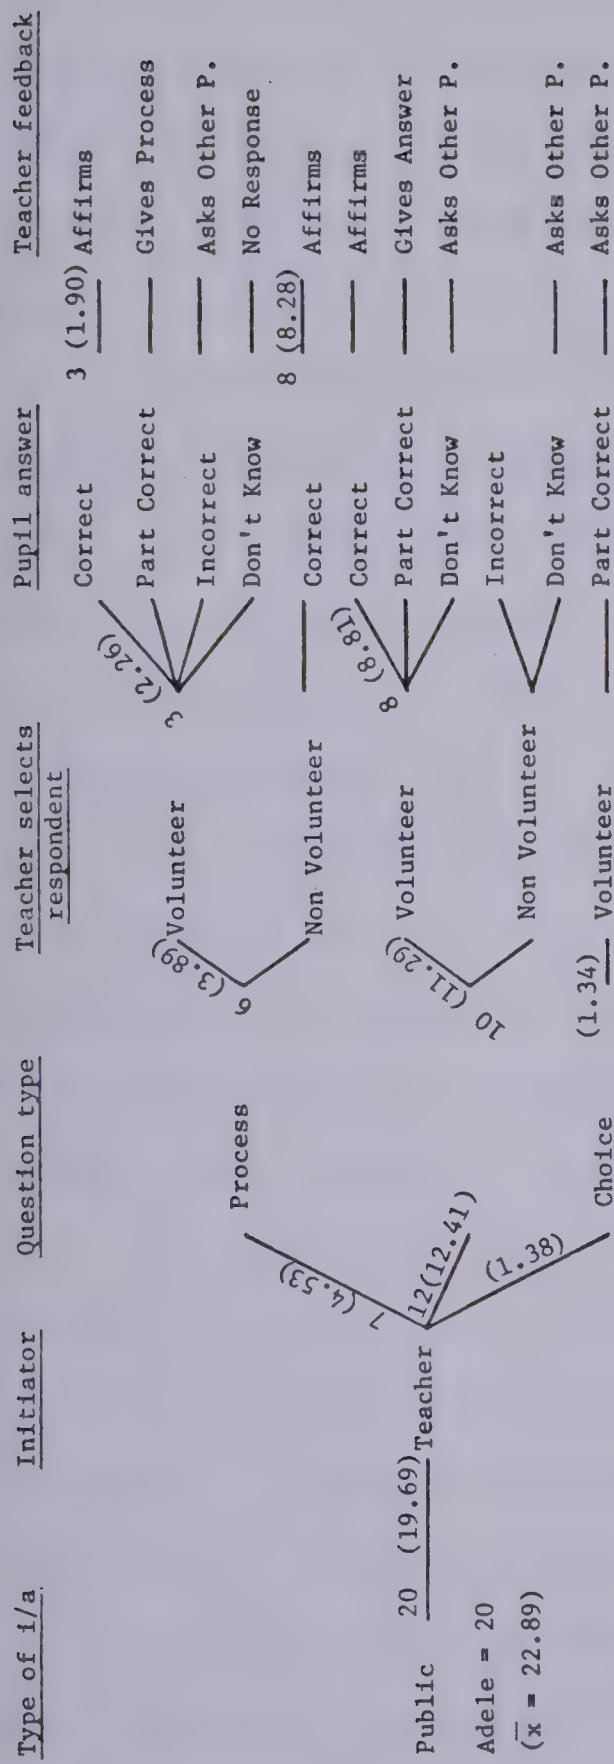 Type of i/a
Initiator
Question type
Teacher selects
respondent
Pupil answer
Teacher feedback
Public
20 (19.69)
Teacher
Adele = 20
(x̄ = 22.89)
7 (4.53)
Process
12(12.41)
(1.38)
Choice
6 (3.89)
Volunteer
Non Volunteer
10 (11.29)
Volunteer
Non Volunteer
(1.34)
Volunteer
3 (2.26)
Correct
Part Correct
Incorrect
Don't Know
Correct
8 (8.81)
Correct
Part Correct
Don't Know
Incorrect
Don't Know
Part Correct
3 (1.90) Affirms
Gives Process
Asks Other P.
No Response
8 (8.28) Affirms
Affirms
Gives Answer
Asks Other P.
Asks Other P.
Asks Other P.